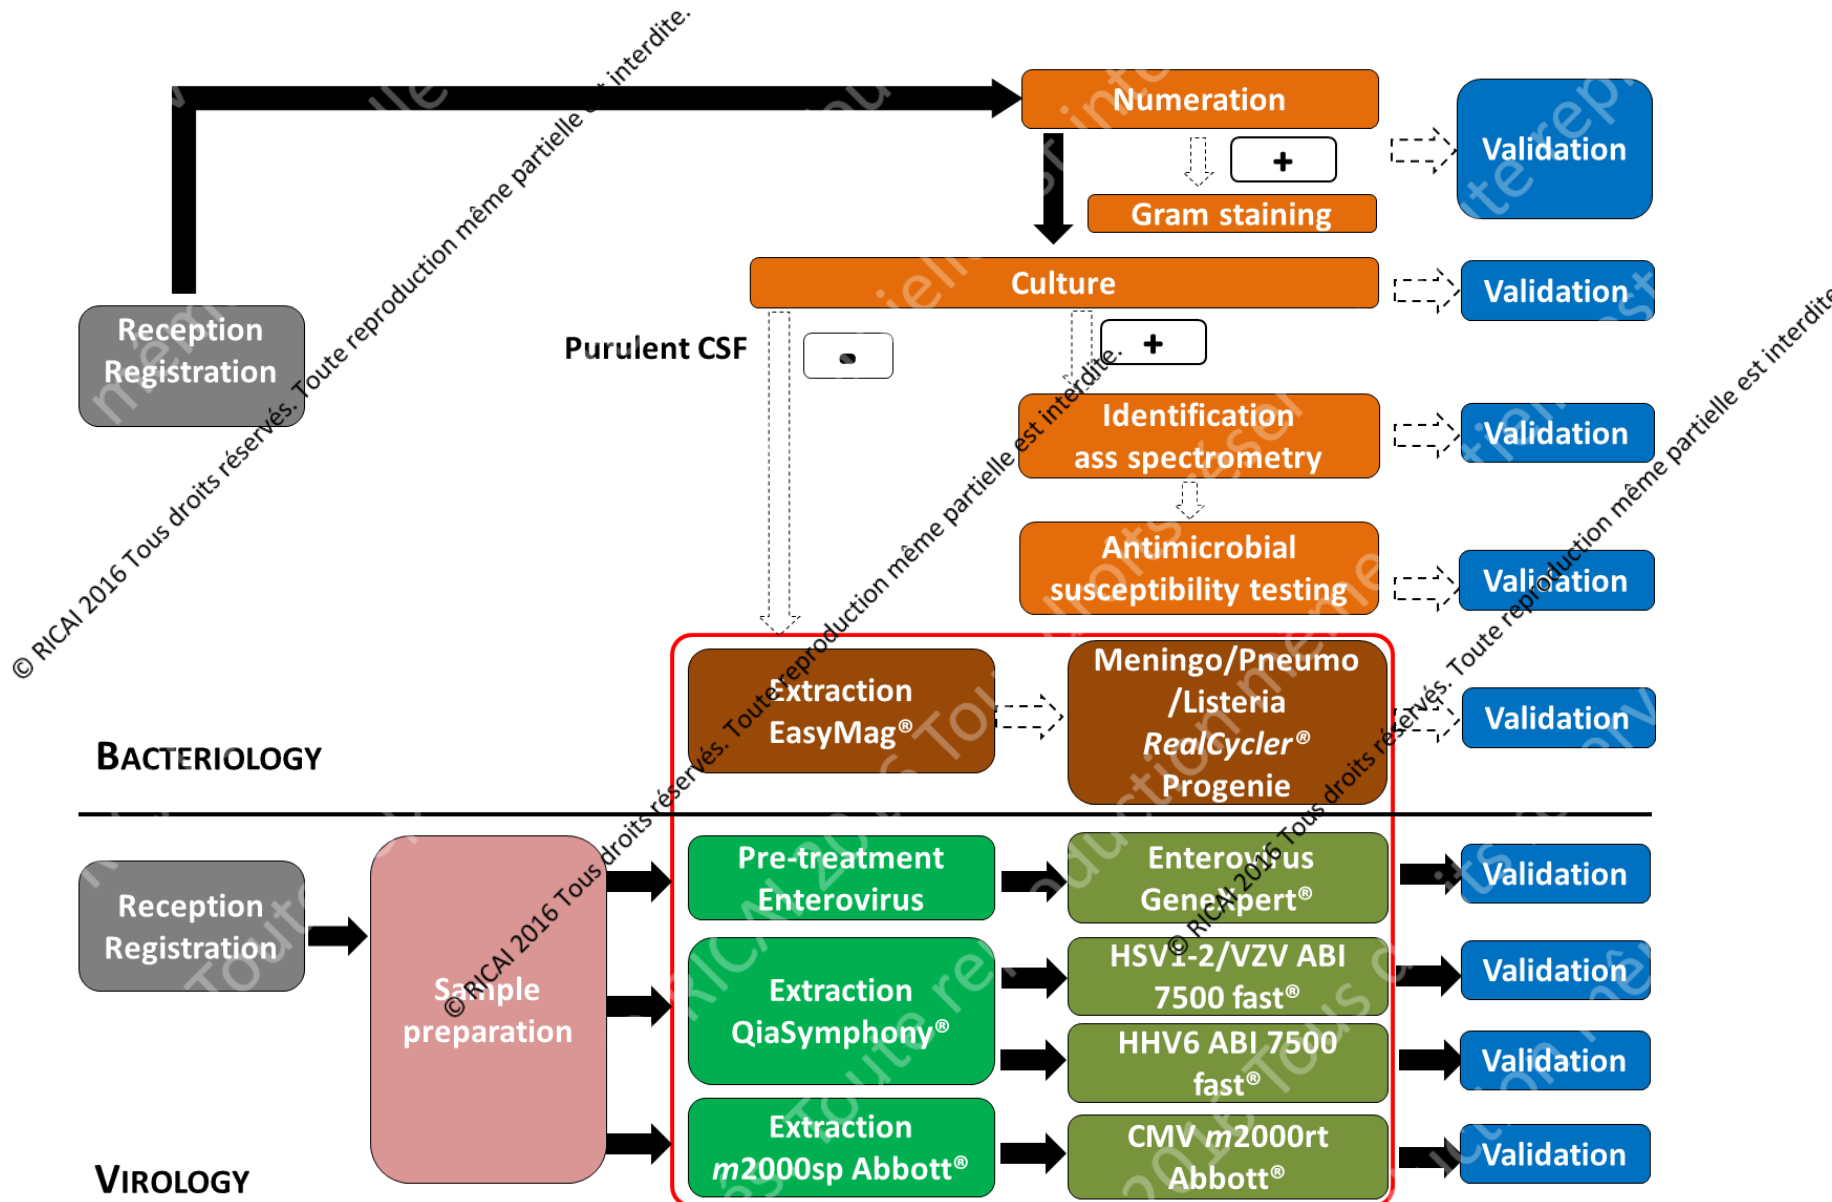 Numeration
Validation
+
Gram staining
Culture
Validation
Reception
Registration
Purulent CSF
-
+
Identification
ass spectrometry
Validation
Antimicrobial
susceptibility testing
Validation
Extraction
EasyMag®
Meningo/Pneumo
/Listeria
RealCycler®
Progenie
Validation
BACTERIOLOGY
Reception
Registration
Sample
preparation
Pre-treatment
Enterovirus
Enterovirus
GeneXpert®
Validation
Extraction
QiaSymphony®
HSV1-2/VZV ABI
7500 fast®
Validation
HHV6 ABI 7500
fast®
Validation
Extraction
m2000sp Abbott®
CMV m2000rt
Abbott®
Validation
VIROLOGY
© RICAI 2016 Tous droits réservés. Toute reproduction même partielle est interdite.
© RICAI 2016 Tous droits réservés. Toute reproduction même partielle est interdite.
© RICAI 2016 Tous droits réservés. Toute reproduction même partielle est interdite.